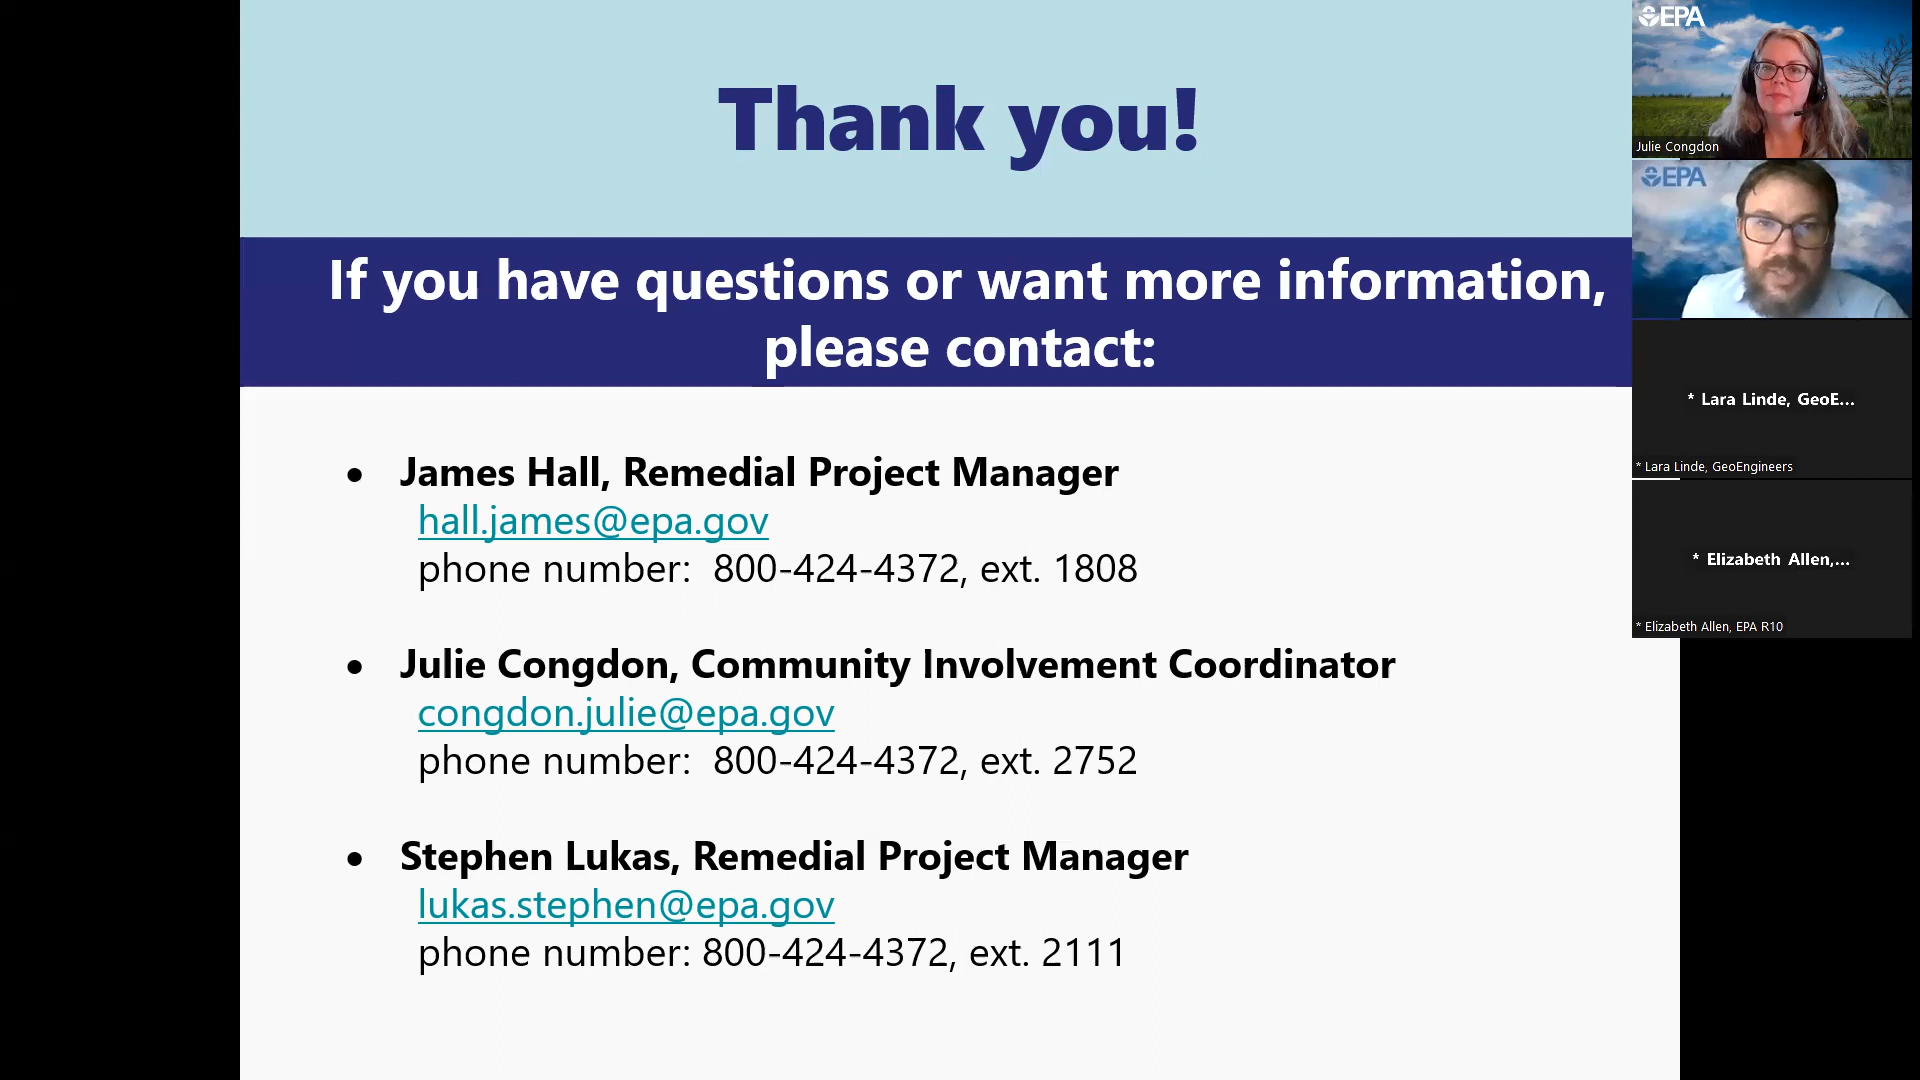 Thank you!
If you have questions or want more information,
please contact:
• James Hall, Remedial Project Manager
hall.james@epa.gov
phone number:  800-424-4372, ext. 1808
• Julie Congdon, Community Involvement Coordinator
congdon.julie@epa.gov
phone number:  800-424-4372, ext. 2752
• Stephen Lukas, Remedial Project Manager
lukas.stephen@epa.gov
phone number: 800-424-4372, ext. 2111
EPA
Julie Congdon
EPA
* Lara Linde, GeoE...
* Lara Linde, GeoEngineers
* Elizabeth Allen,...
* Elizabeth Allen, EPA R10